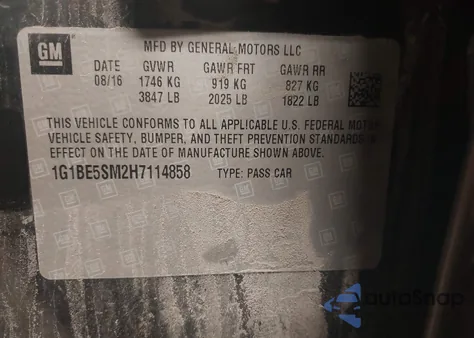 GM
MFD BY GENERAL MOTORS LLC
DATE GVWR GAWR FRT GAWR RR
08/16 1746 KG 919 KG 827 KG
3847 LB 2025 LB 1822 LB
THIS VEHICLE CONFORMS TO ALL APPLICABLE U.S. FEDERAL MOTOR
VEHICLE SAFETY, BUMPER, AND THEFT PREVENTION STANDARDS IN
EFFECT ON THE DATE OF MANUFACTURE SHOWN ABOVE.
1G1BE5SM2H7114858 TYPE: PASS CAR
AutoSnap